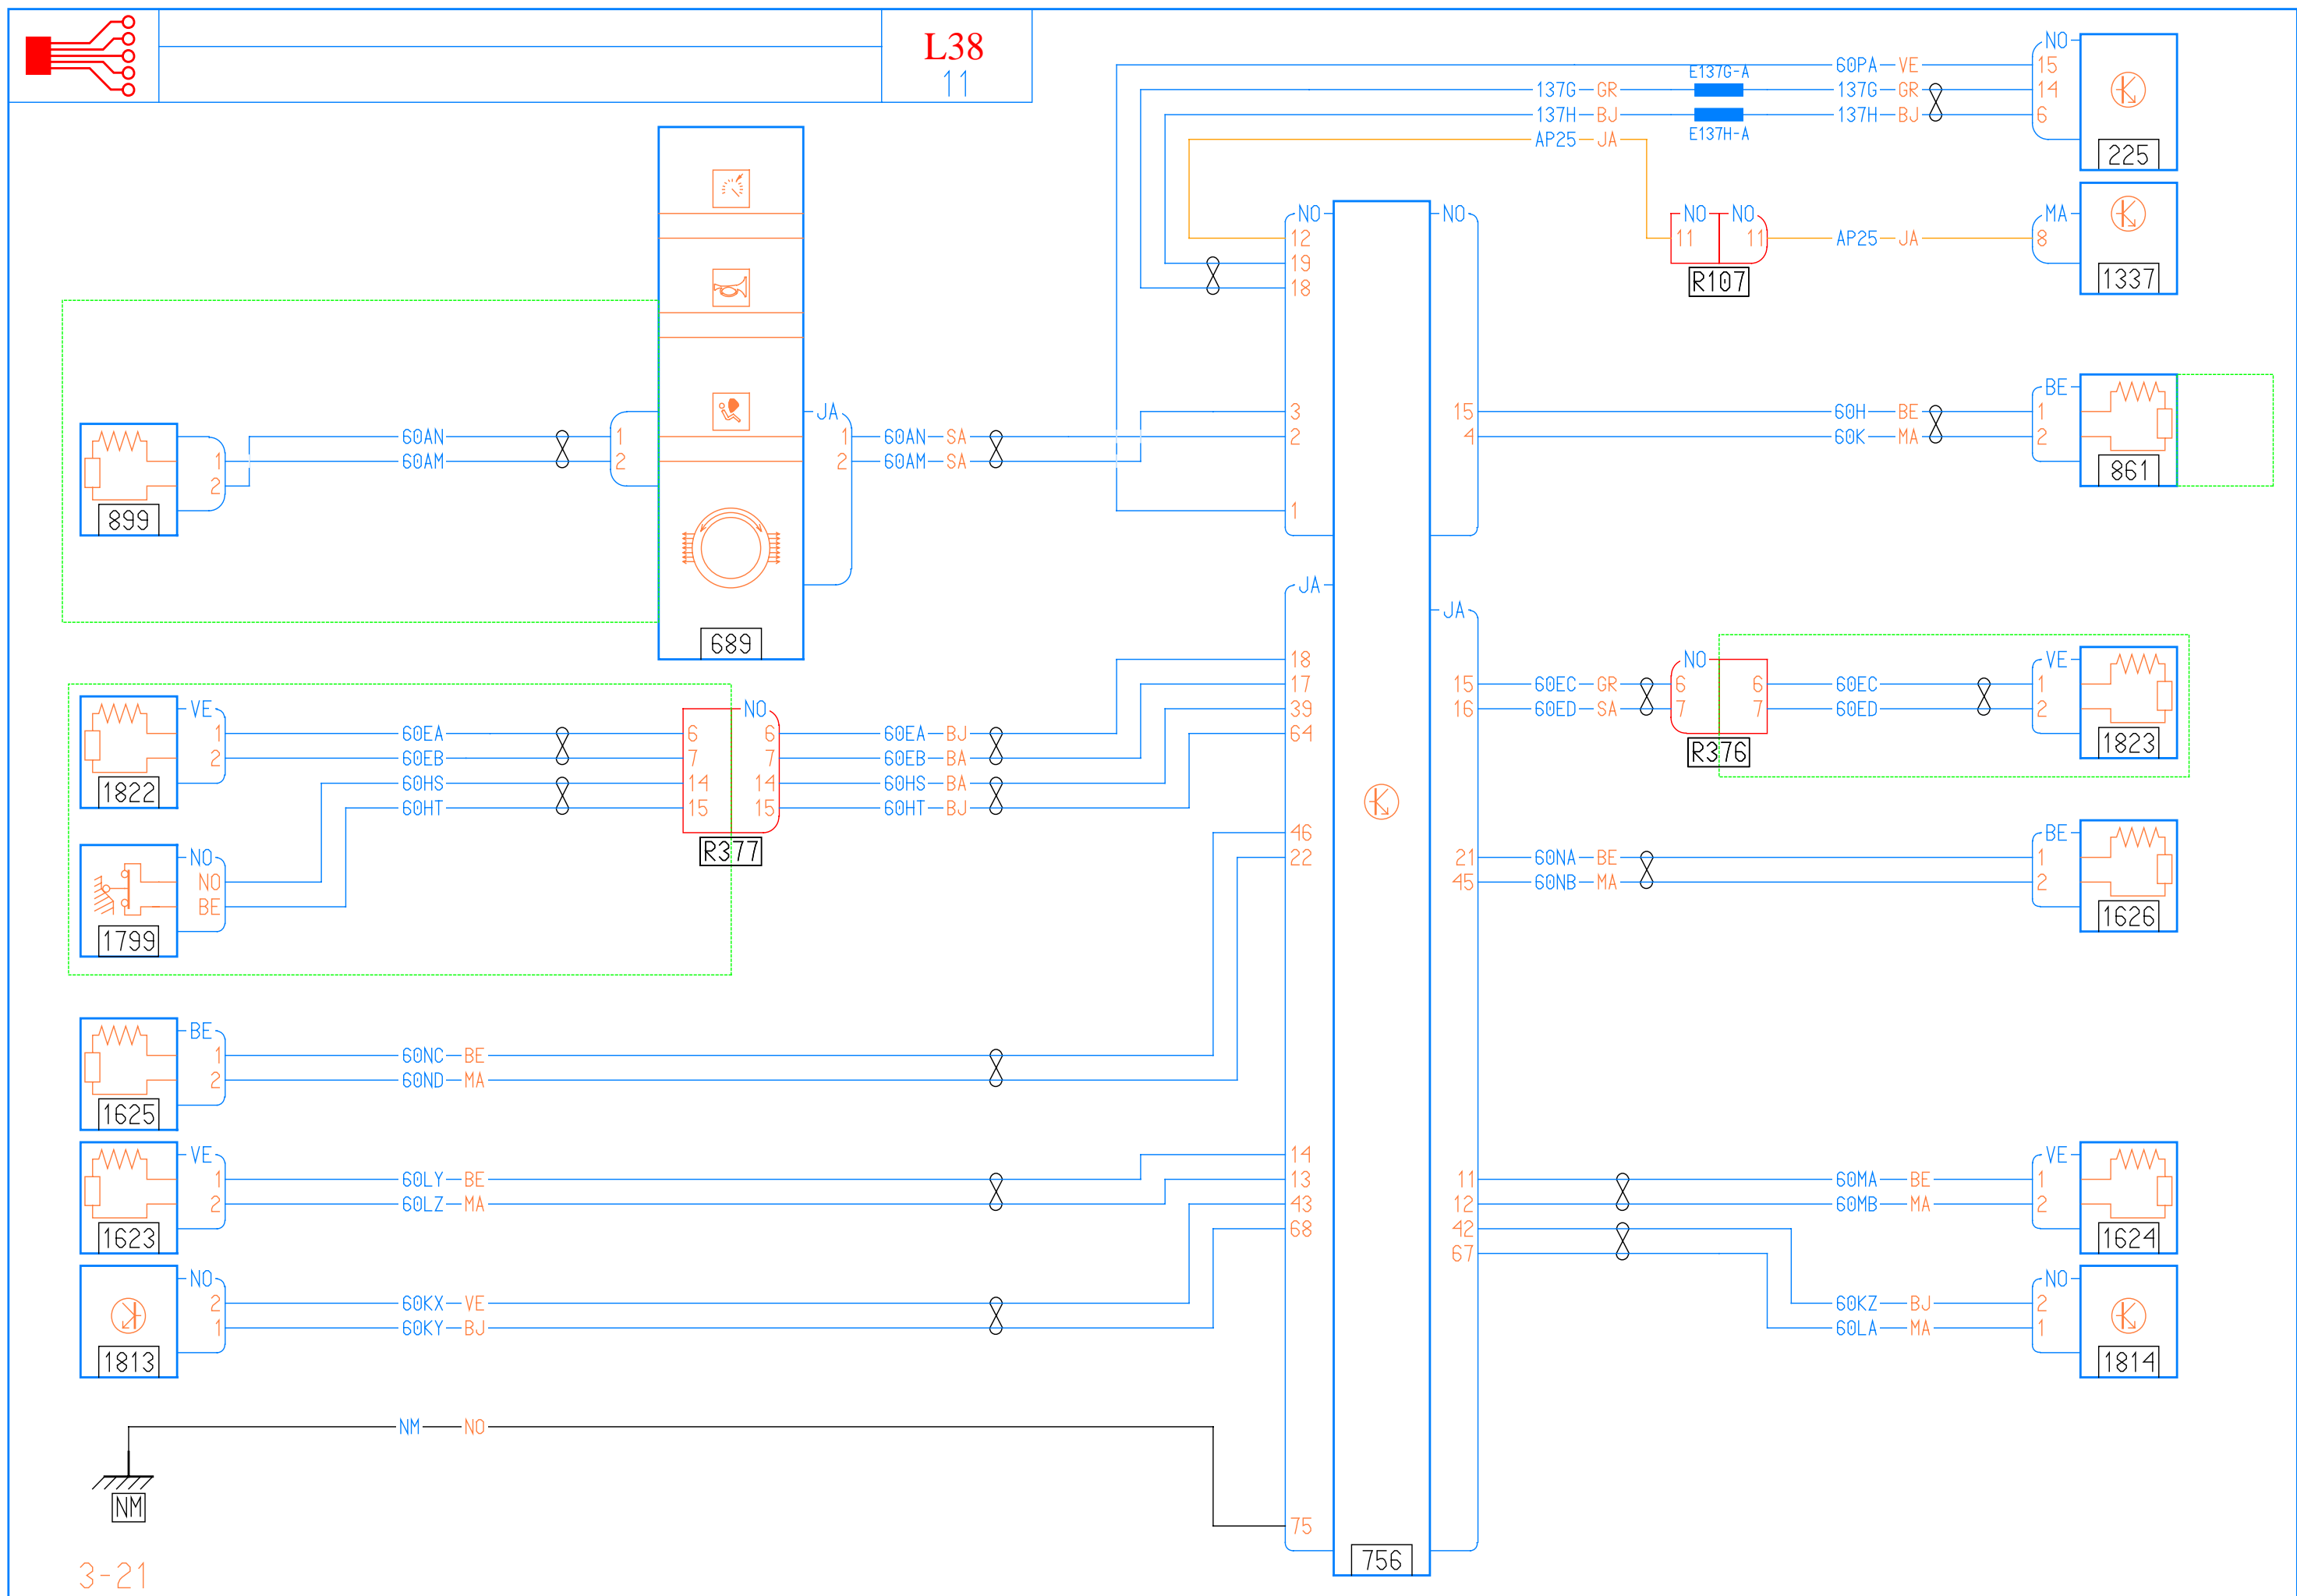 L38
11
60PA VE
E137G-A
137G GR 137G GR
137H BJ 137H BJ
E137H-A
AP25 JA
NO
15
14
6
225
NO
12
19
18
3
2
1
NO
15
4
NO NO
11 11
R107
AP25 JA
MA
8
1337
60H BE
60K MA
BE
1
2
861
899
1
2
60AN
60AM
1
2
689
JA
1
2
60AN SA
60AM SA
JA
18
17
39
64
46
22
14
13
43
68
75
JA
15
16
21
45
11
12
42
67
756
60EC GR
60ED SA
NO
6 6
7 7
R376
60EC
60ED
VE
1
2
1823
1822
VE
1
2
60EA
60EB
60HS
60HT
NO
6 6
7 7
14 14
15 15
R377
60EA BJ
60EB BA
60HS BA
60HT BJ
1799
NO
NO
BE
60NA BE
60NB MA
BE
1
2
1626
1625
BE
1
2
60NC BE
60ND MA
1623
VE
1
2
60LY BE
60LZ MA
60MA BE
60MB MA
VE
1
2
1624
1813
NO
2
1
60KX VE
60KY BJ
60KZ BJ
60LA MA
NO
2
1
1814
NM NO
NM
3-21